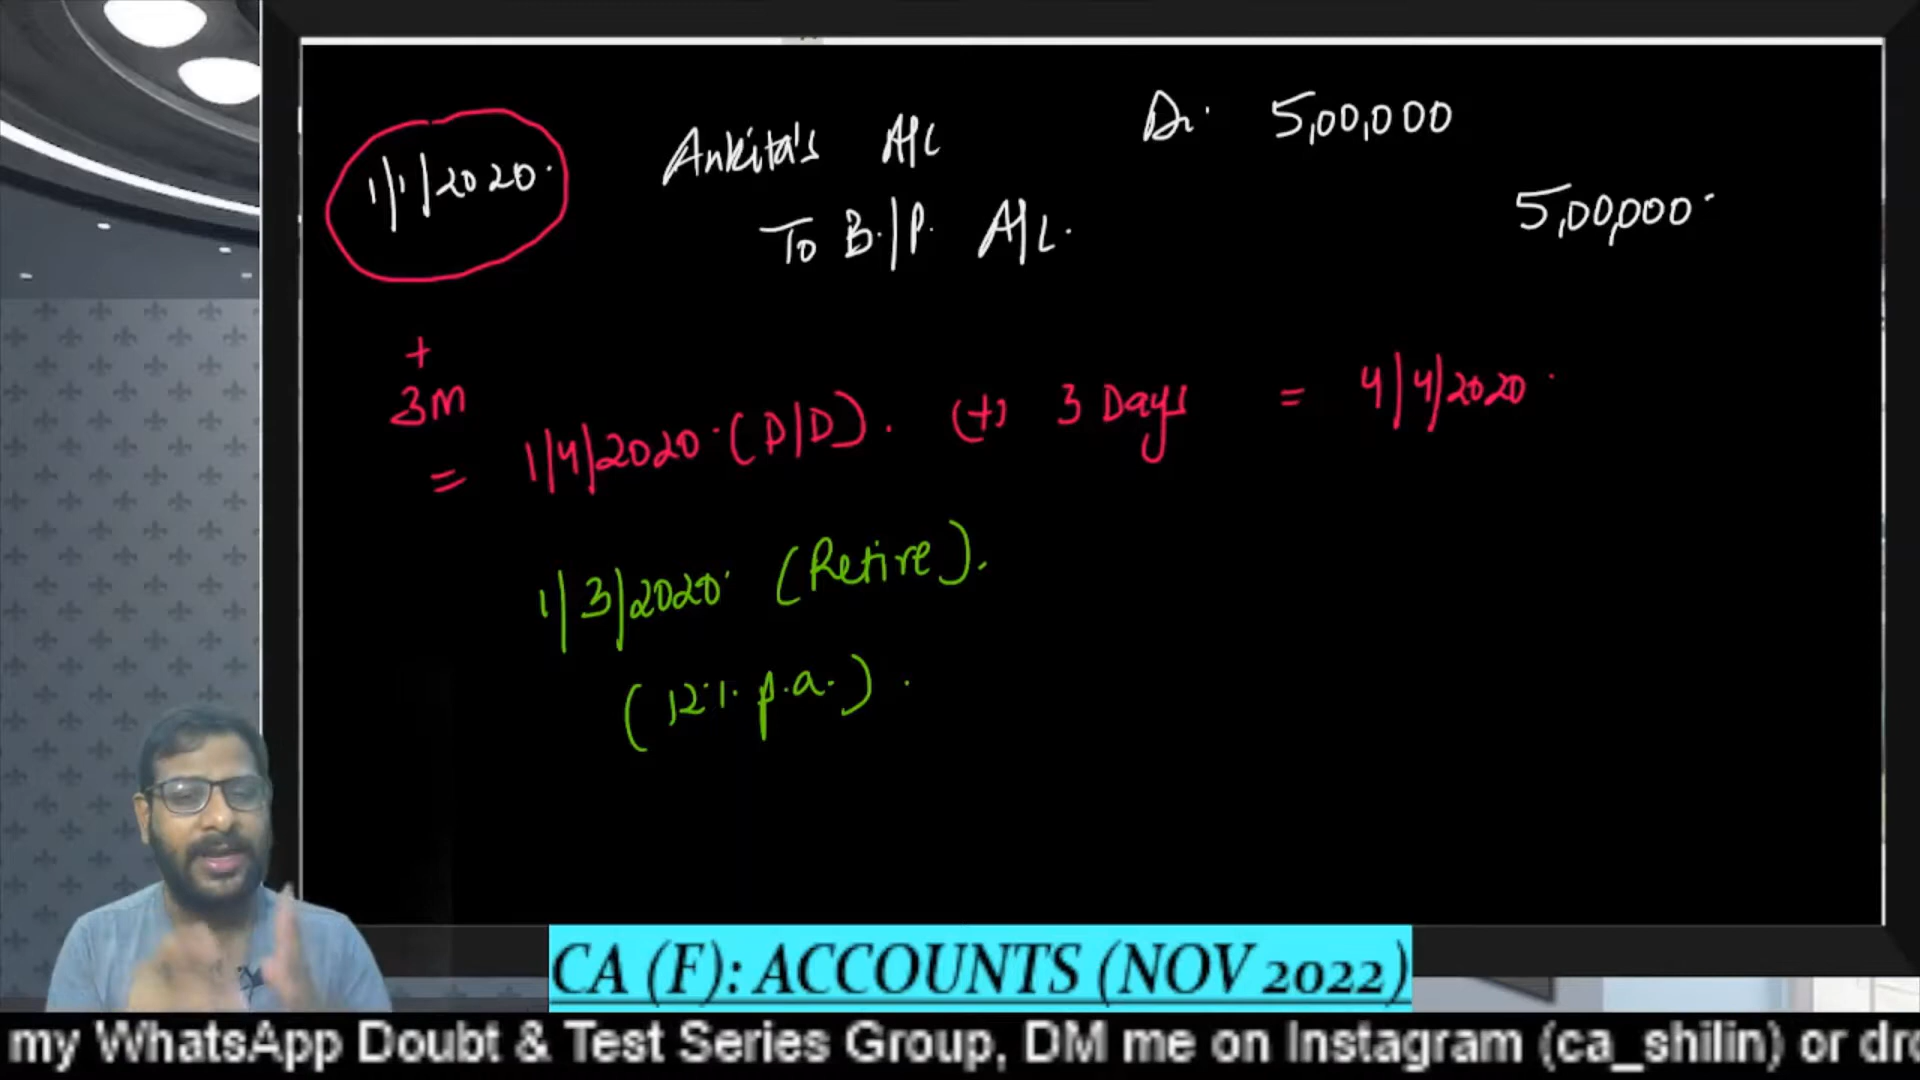 1/1/2020. Ankita's A/C Dr. 5,00,000
To B./P. A/C. 5,00,000.
+
3m
= 1/4/2020. (D/D). (+) 3 Days = 4/4/2020.
1/3/2020. (Retire).
(12% p.a.).
CA (F): ACCOUNTS (NOV 2022)
my WhatsApp Doubt & Test Series Group, DM me on Instagram (ca_shilin) or dro